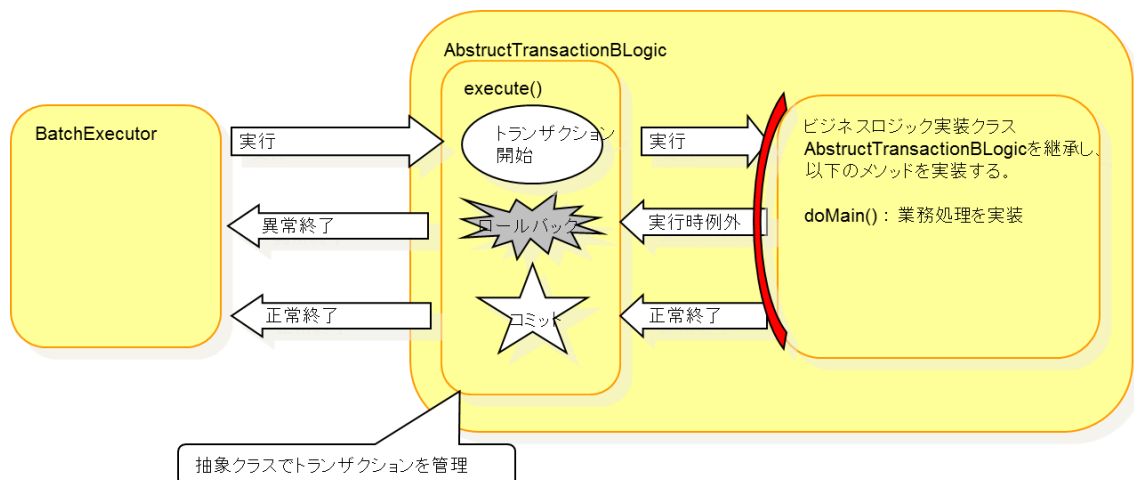 AbstructTransactionBLogic
execute()
BatchExecutor
実行
トランザクション
開始
実行
ビジネスロジック実装クラス
AbstructTransactionBLogicを継承し、
以下のメソッドを実装する。
doMain()： 業務処理を実装
異常終了
ロールバック
実行時例外
正常終了
コミット
正常終了
抽象クラスでトランザクションを管理